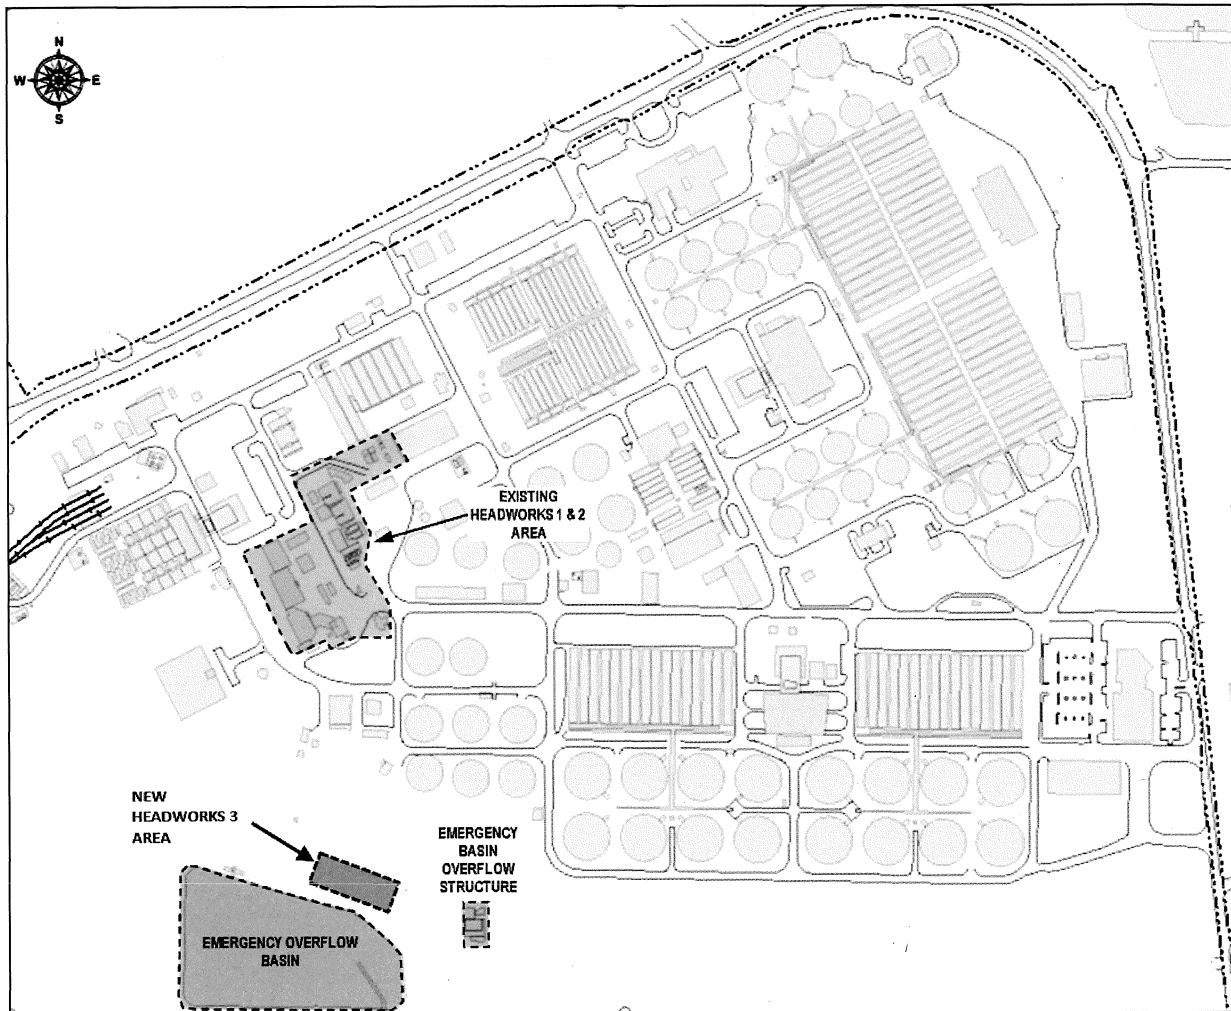 N
W E
S
EXISTING
HEADWORKS 1 & 2
AREA
NEW
HEADWORKS 3
AREA
EMERGENCY
BASIN
OVERFLOW
STRUCTURE
EMERGENCY OVERFLOW
BASIN